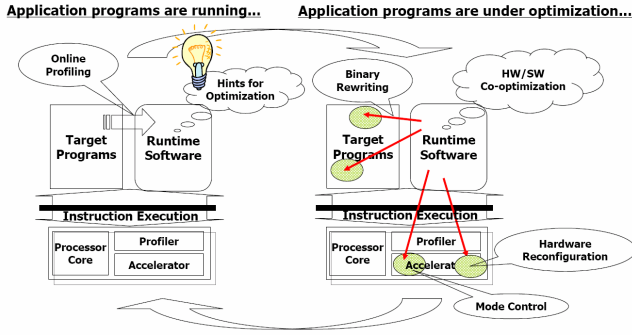 Application programs are running...
Application programs are under optimization...
Online
Profiling
Hints for
Optimization
Target
Programs
Runtime
Software
Instruction Execution
Processor
Core
Profiler
Accelerator
Binary
Rewriting
HW/SW
Co-optimization
Target
Programs
Runtime
Software
Instruction Execution
Processor
Core
Profiler
Accelerator
Hardware
Reconfiguration
Mode Control